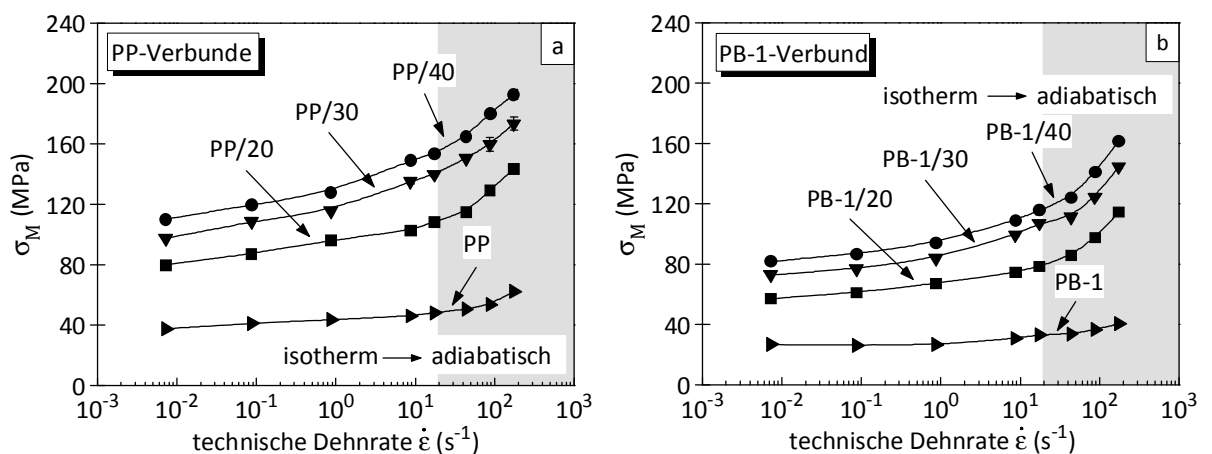 PP-Verbunde
a
PP/40
PP/30
PP/20
PP
isotherm → adiabatisch
σM (MPa)
240
200
160
120
80
40
0
10-3 10-2 10-1 100 101 102 103
technische Dehnrate ε̇ (s-1)
PB-1-Verbund
b
isotherm → adiabatisch
PB-1/40
PB-1/30
PB-1/20
PB-1
σM (MPa)
240
200
160
120
80
40
0
10-3 10-2 10-1 100 101 102 103
technische Dehnrate ε̇ (s-1)